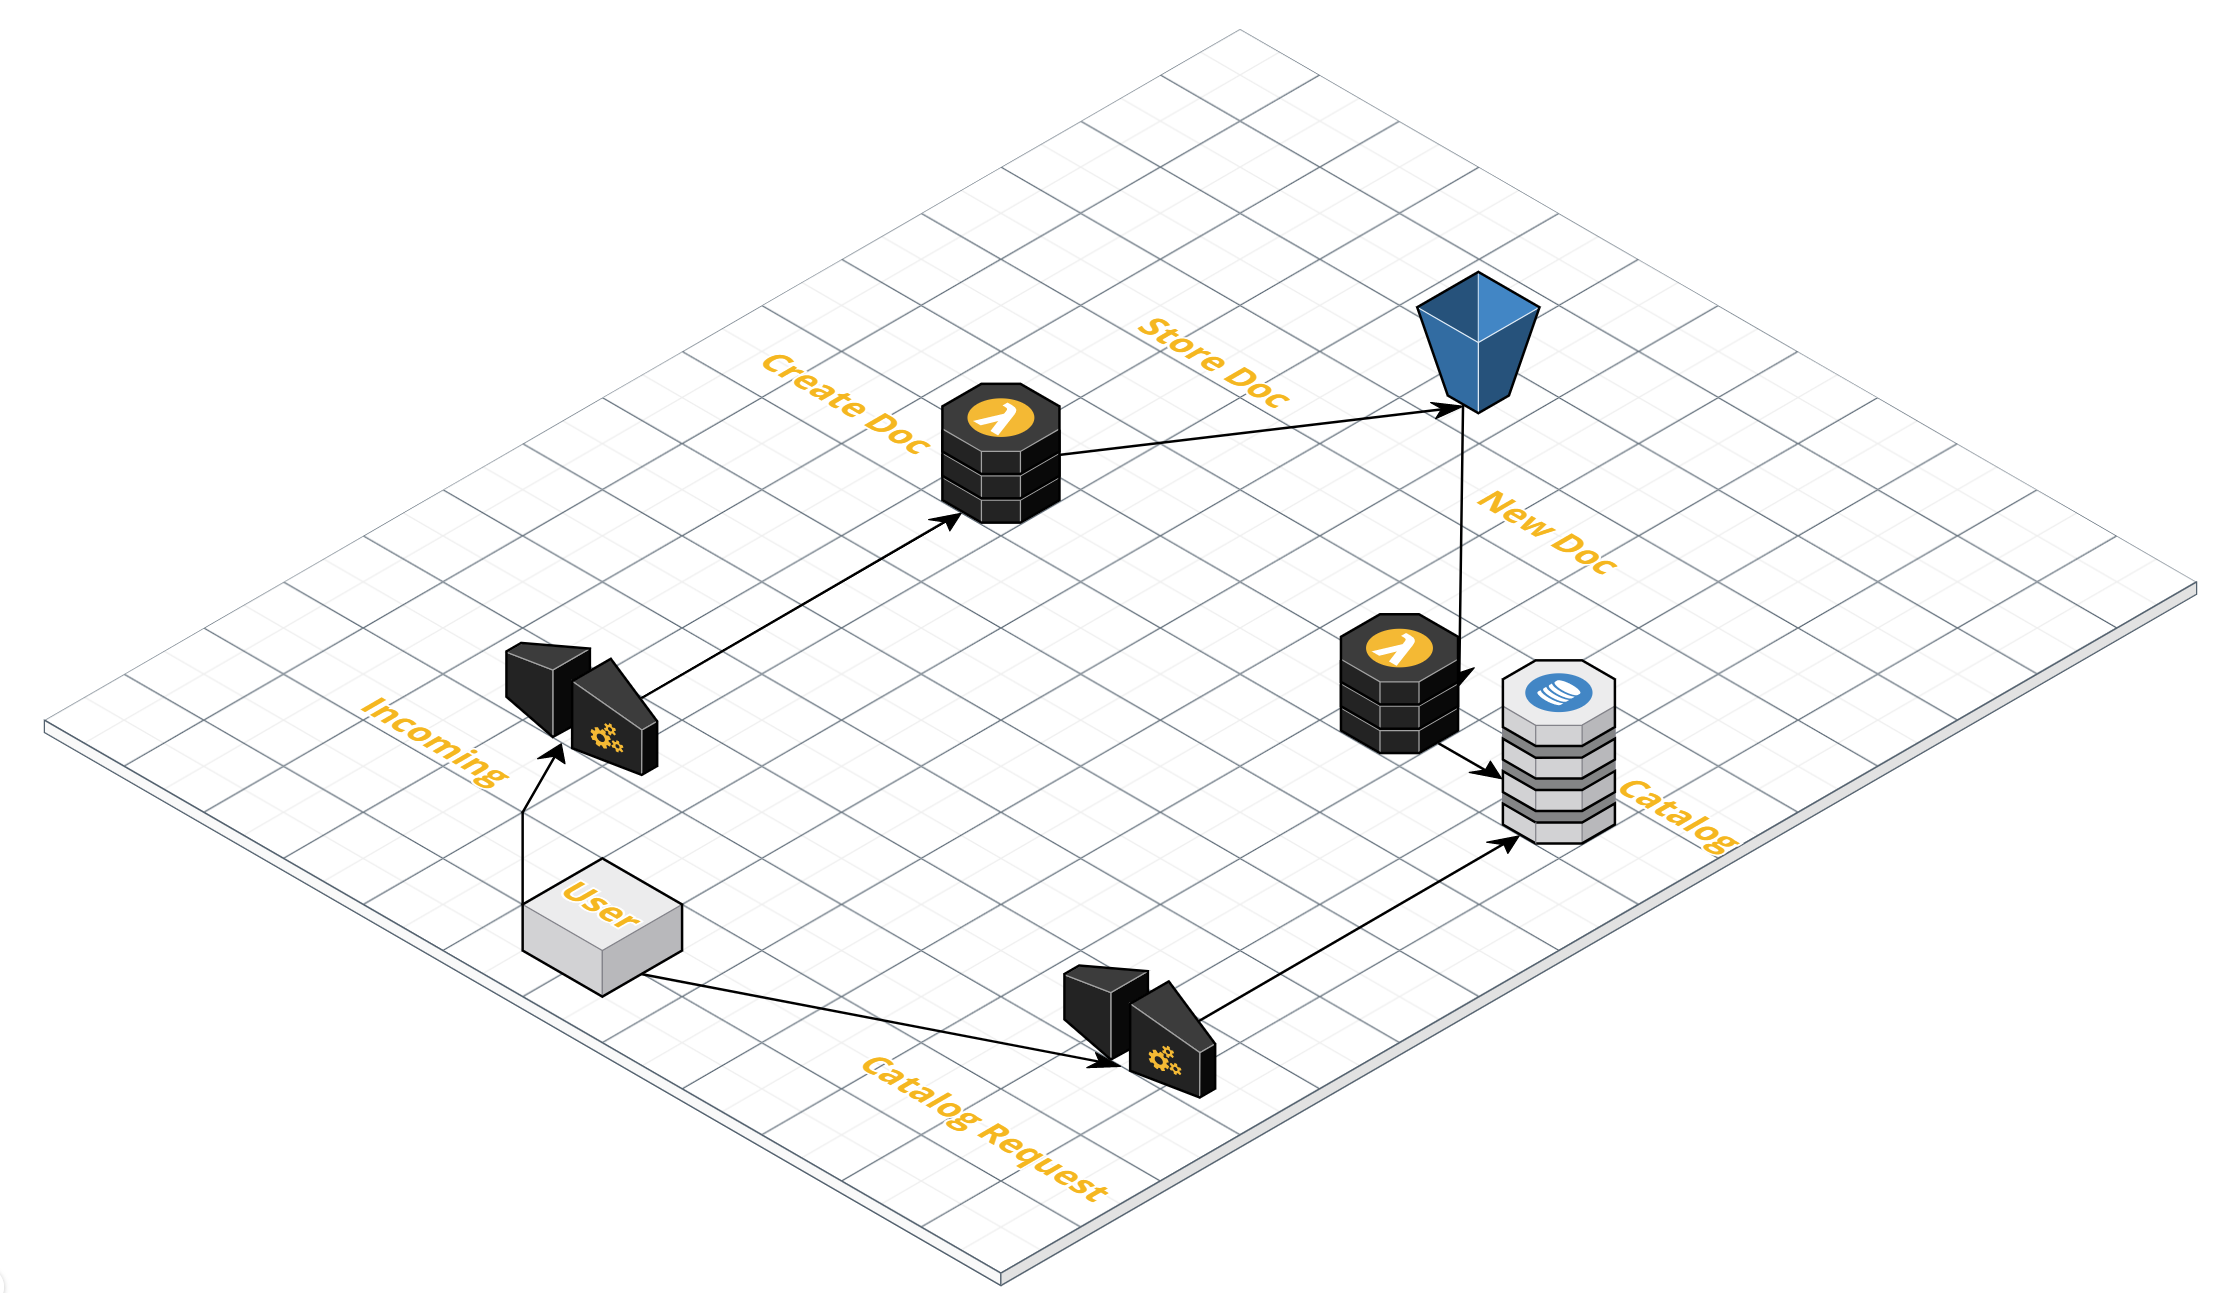 Store Doc
Create Doc
New Doc
Incoming
Catalog
User
Catalog Request